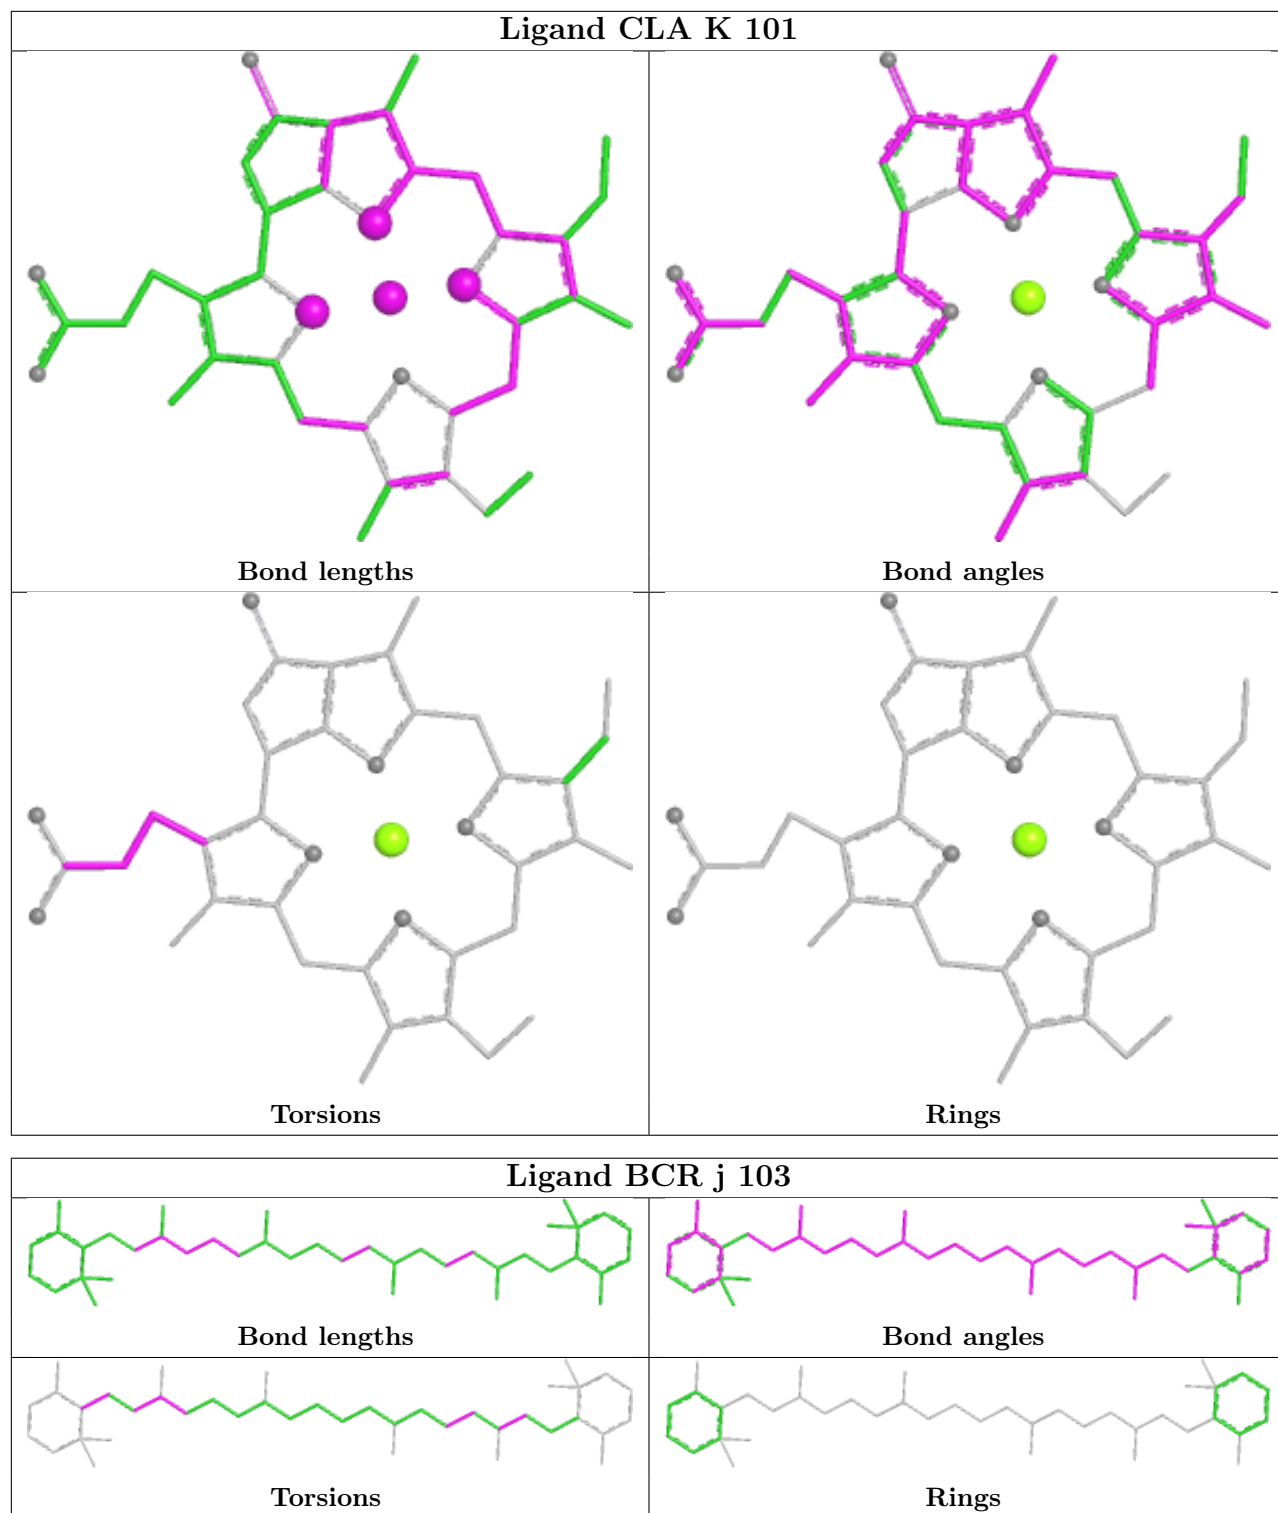 Ligand CLA K 101
Bond lengths
Bond angles
Torsions
Rings
Ligand BCR j 103
Bond lengths
Bond angles
Torsions
Rings